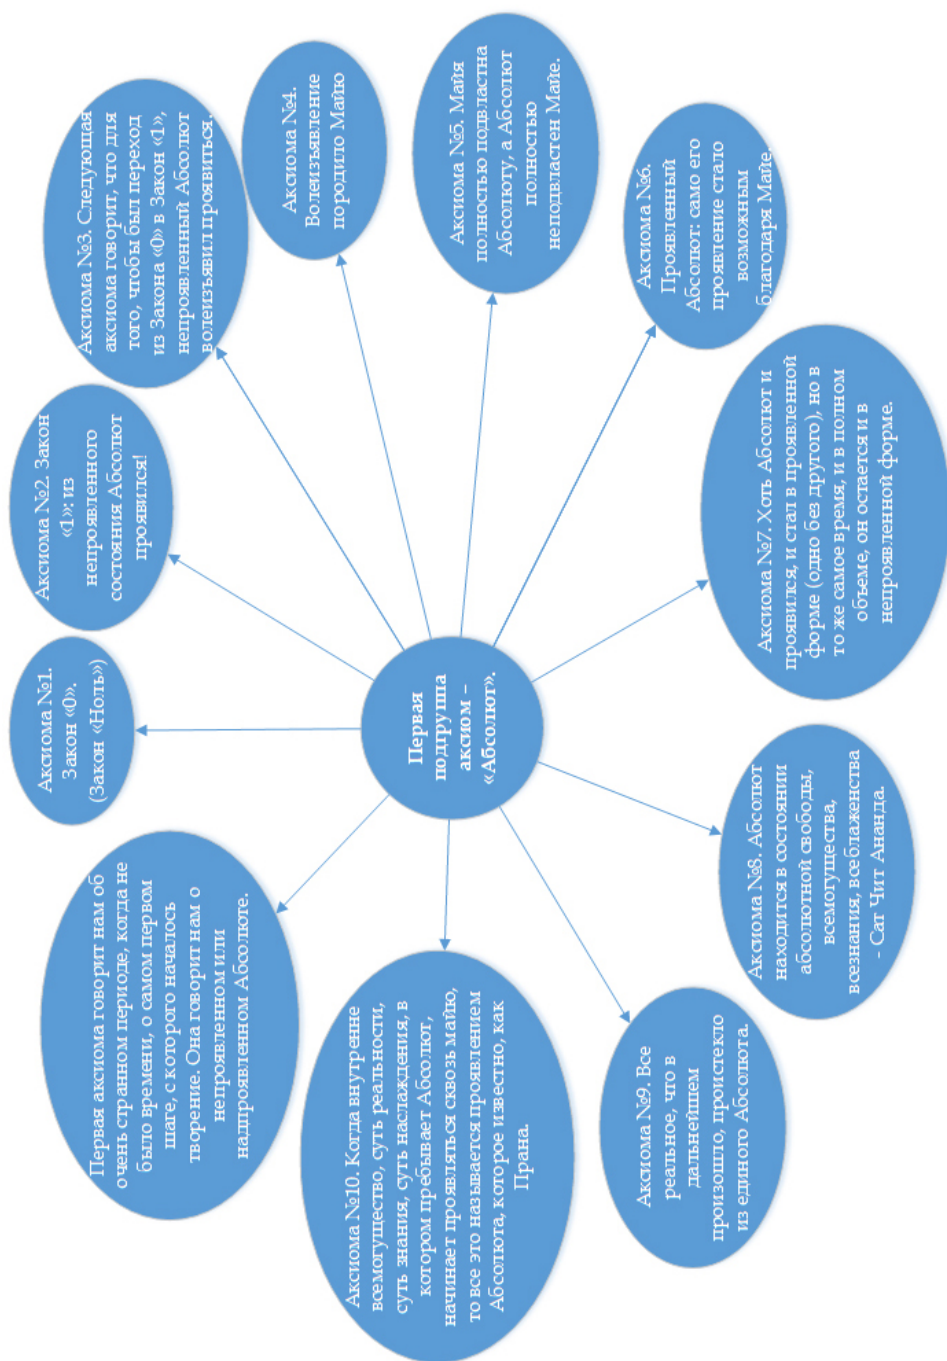 Первая
подгруппа
аксиом –
«Абсолют».
Аксиома №1.
Закон «0».
(Закон «Ноль»)
Аксиома №2. Закон
«1»: из
непроявленного
состояния Абсолют
проявился!
Аксиома №3. Следующая
аксиома говорит, что для
того, чтобы был переход
из Закона «0» в Закон «1»,
непроявленный Абсолют
волеизъявил проявиться.
Аксиома №4.
Волеизъявление
породило Майю
Аксиома №5. Майя
полностью подвластна
Абсолюту, а Абсолют
полностью
неподвластен Майе.
Аксиома №6.
Проявленный
Абсолют: само его
проявление стало
возможным
благодаря Майе.
Аксиома №7. Хоть Абсолют и
проявился, и стал в проявленной
форме (одно без другого), но в
то же самое время, и в полном
объеме, он остается и в
непроявленной форме.
Аксиома №8. Абсолют
находится в состоянии
абсолютной свободы,
всемогущества,
всезнания, всеблаженства
- Сат Чит Ананда.
Аксиома №9. Все
реальное, что в
дальнейшем
произошло, проистекло
из единого Абсолюта.
Аксиома №10. Когда внутренне
всемогущество, суть реальности,
суть знания, суть наслаждения, в
котором пребывает Абсолют,
начинает проявляться сквозь майю,
то все это называется проявлением
Абсолюта, которое известно, как
Прана.
Первая аксиома говорит нам об
очень странном периоде, когда не
было времени, о самом первом
шаге, с которого началось
творение. Она говорит нам о
непроявленном или
надпроявленном Абсолюте.